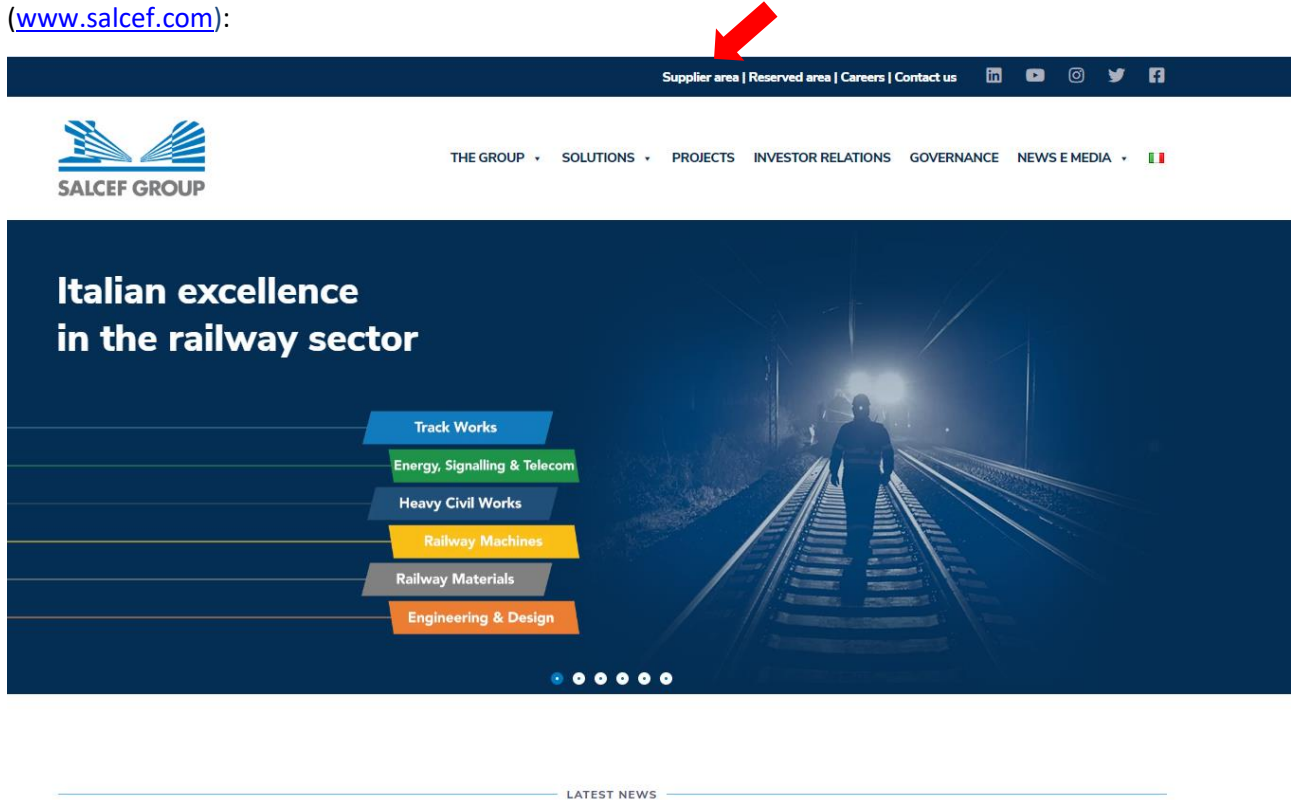 (www.salcef.com):
Supplier area | Reserved area | Careers | Contact us
SALCEF GROUP
THE GROUP SOLUTIONS PROJECTS INVESTOR RELATIONS GOVERNANCE NEWS E MEDIA
Italian excellence
in the railway sector
Track Works
Energy, Signalling & Telecom
Heavy Civil Works
Railway Machines
Railway Materials
Engineering & Design
LATEST NEWS